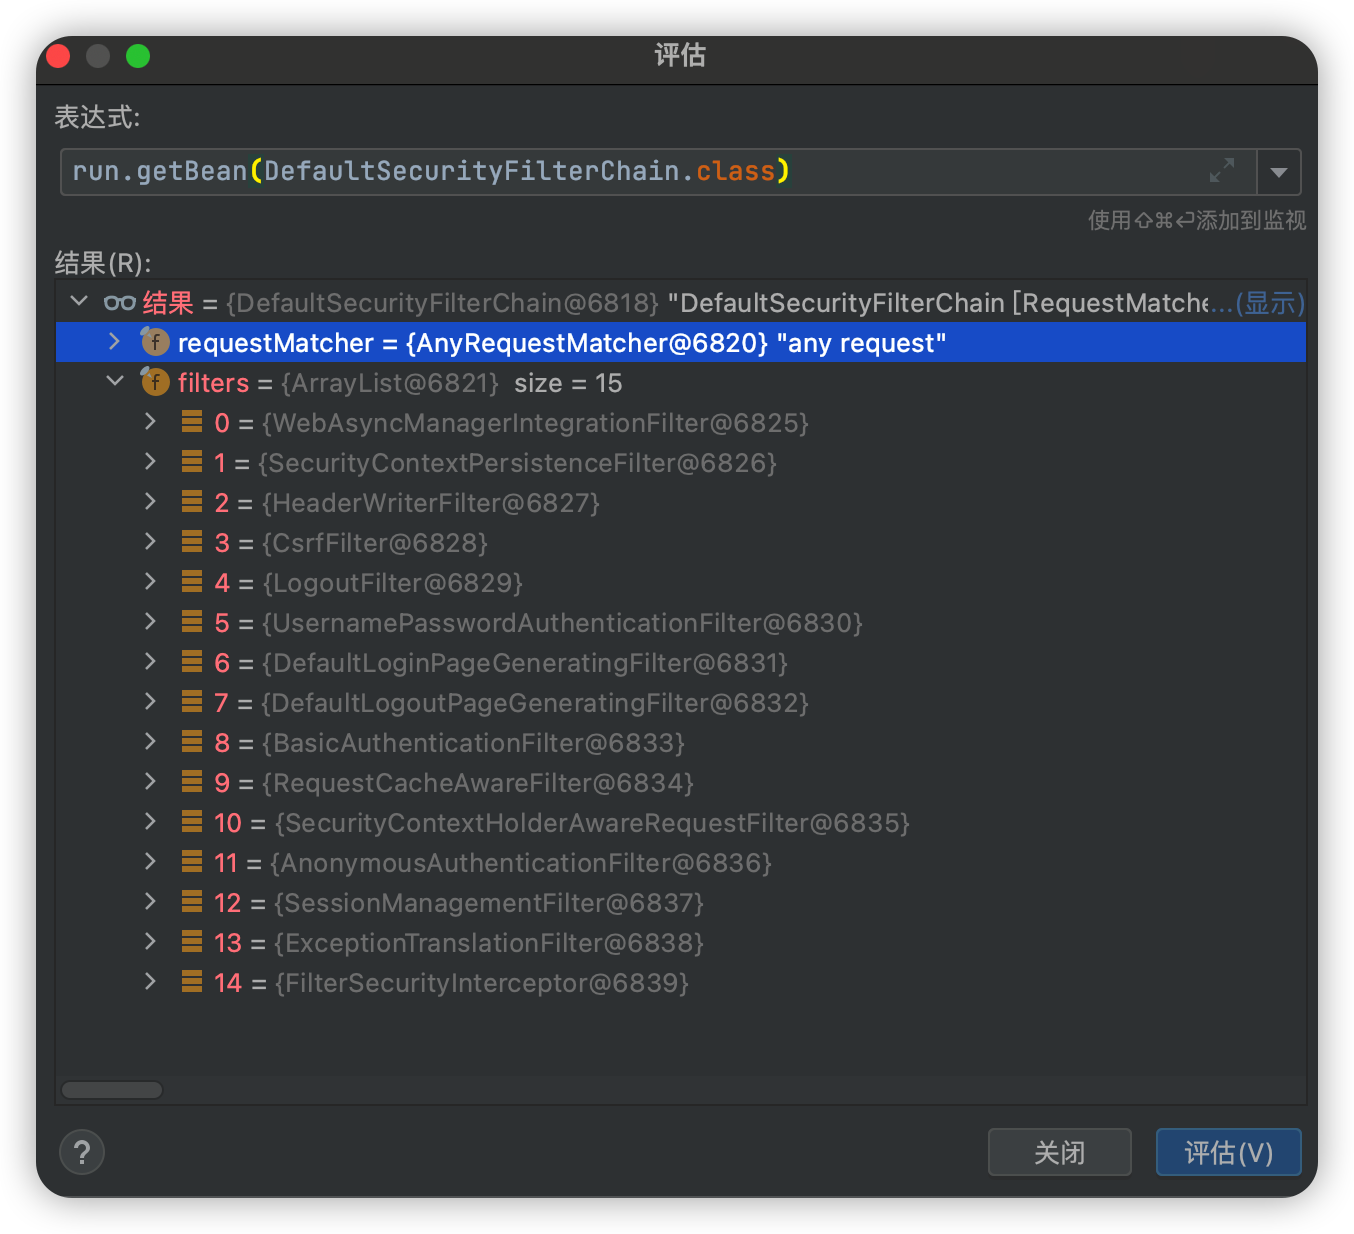 评估
表达式:
run.getBean(DefaultSecurityFilterChain.class)
使用⇧⌘⏎添加到监视
结果(R):
结果 = {DefaultSecurityFilterChain@6818} "DefaultSecurityFilterChain [RequestMatche...(显示)
f requestMatcher = {AnyRequestMatcher@6820} "any request"
f filters = {ArrayList@6821} size = 15
0 = {WebAsyncManagerIntegrationFilter@6825}
1 = {SecurityContextPersistenceFilter@6826}
2 = {HeaderWriterFilter@6827}
3 = {CsrfFilter@6828}
4 = {LogoutFilter@6829}
5 = {UsernamePasswordAuthenticationFilter@6830}
6 = {DefaultLoginPageGeneratingFilter@6831}
7 = {DefaultLogoutPageGeneratingFilter@6832}
8 = {BasicAuthenticationFilter@6833}
9 = {RequestCacheAwareFilter@6834}
10 = {SecurityContextHolderAwareRequestFilter@6835}
11 = {AnonymousAuthenticationFilter@6836}
12 = {SessionManagementFilter@6837}
13 = {ExceptionTranslationFilter@6838}
14 = {FilterSecurityInterceptor@6839}
? 关闭 评估(V)